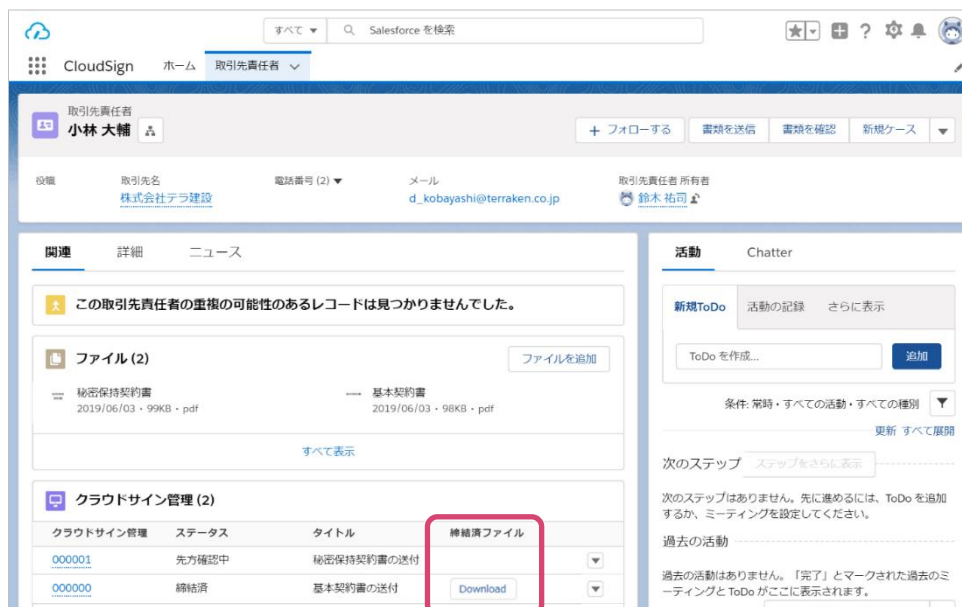 すべて ▼ Salesforce を検索
CloudSign ホーム 取引先責任者
取引先責任者
小林 大輔
+ フォローする 書類を送信 書類を確認 新規ケース ▼
役職 取引先名 電話番号 (2) ▼ メール 取引先責任者 所有者
株式会社テラ建設 d_kobayashi@terraken.co.jp 鈴木 祐司
関連 詳細 ニュース
この取引先責任者の重複の可能性のあるレコードは見つかりませんでした。
ファイル (2) ファイルを追加
秘密保持契約書 基本契約書
2019/06/03・99KB・pdf 2019/06/03・98KB・pdf
すべて表示
クラウドサイン管理 (2)
クラウドサイン管理 ステータス タイトル 締結済ファイル
000001 先方確認中 秘密保持契約書の送付
000000 締結済 基本契約書の送付 Download
活動 Chatter
新規ToDo 活動の記録 さらに表示
ToDo を作成... 追加
条件: 常時・すべての活動・すべての種別
更新 すべて展開
次のステップ ステップをさらに表示
次のステップはありません。先に進めるには、ToDo を追加
するか、ミーティングを設定してください。
過去の活動
過去の活動はありません。「完了」とマークされた過去のミ
ーティングと ToDo がここに表示されます。